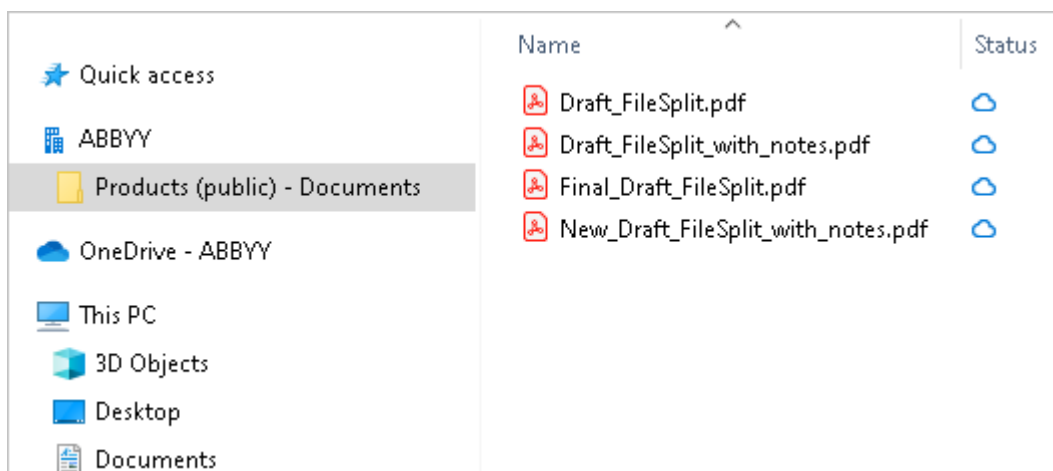 Quick access
ABBYY
Products (public) - Documents
OneDrive - ABBYY
This PC
3D Objects
Desktop
Documents
Name Status
Draft_FileSplit.pdf
Draft_FileSplit_with_notes.pdf
Final_Draft_FileSplit.pdf
New_Draft_FileSplit_with_notes.pdf